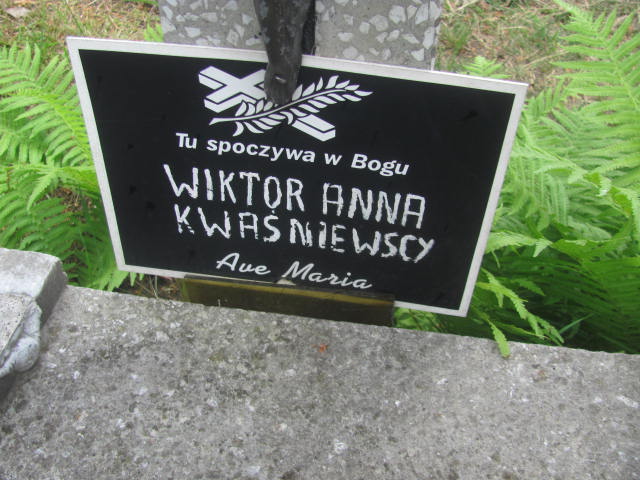 Tu spoczywa w Bogu
WIKTOR ANNA
KWAŚNIEWSCY
Ave Maria